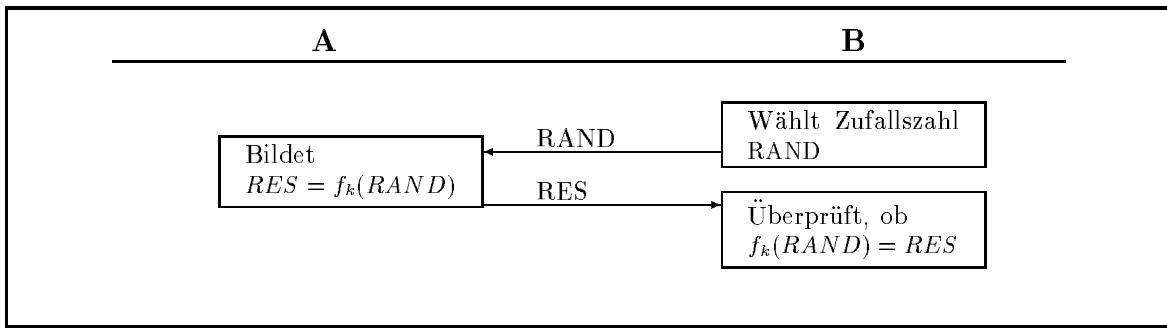 A
B
Wählt Zufallszahl
RAND
RAND
Bildet
RES = f_k(RAND)
RES
Überprüft, ob
f_k(RAND) = RES